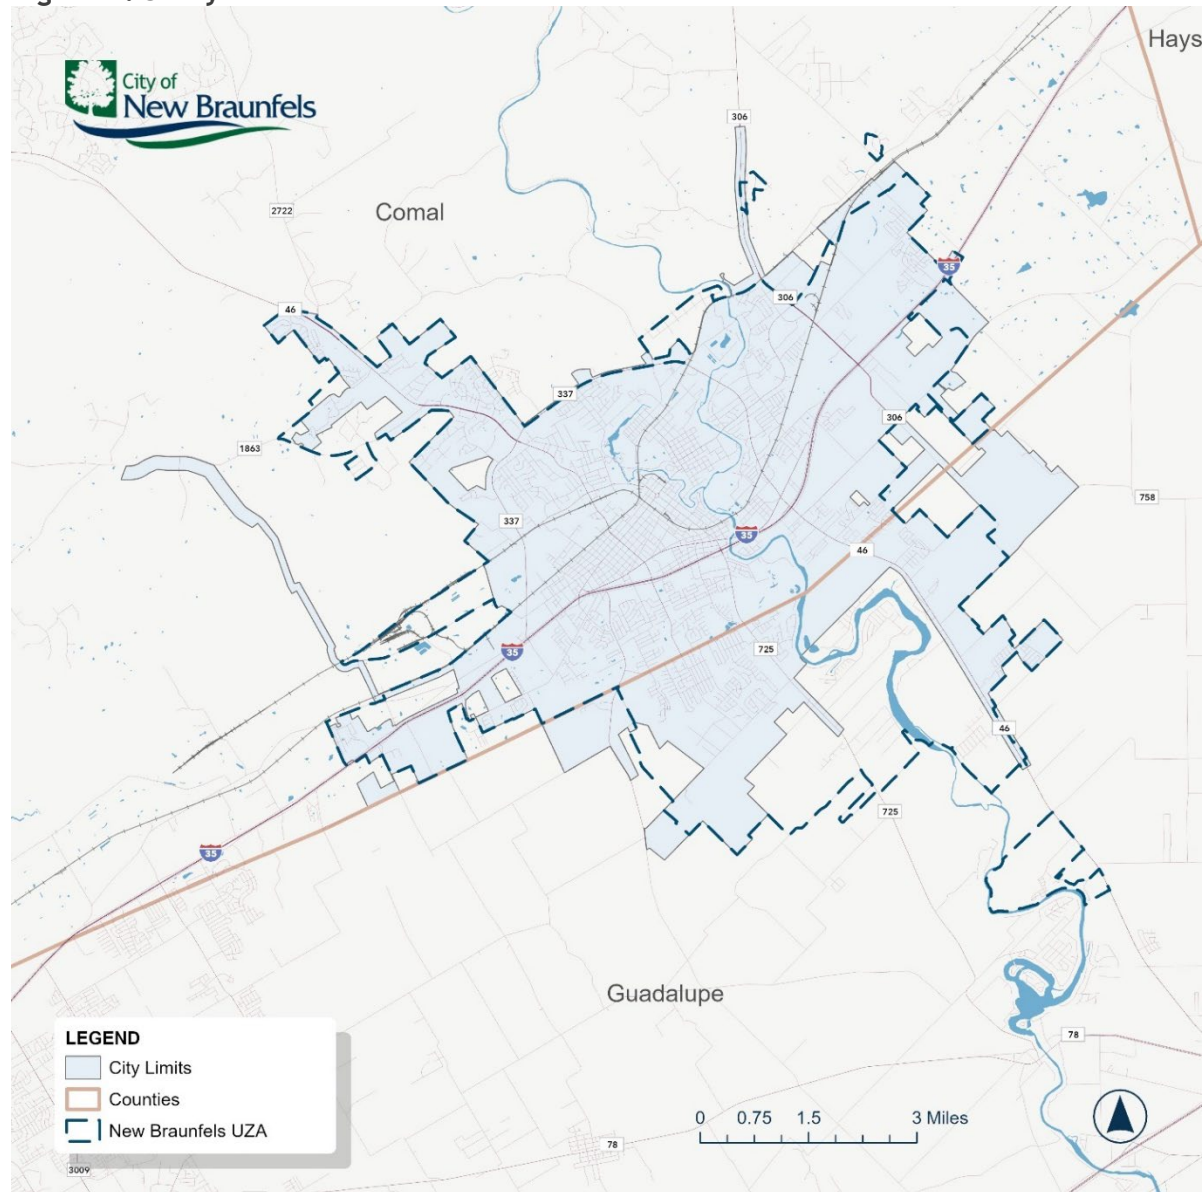 City of
New Braunfels
Hays
306
2722
Comal
35
46
306
337
306
1863
758
337
35
46
35
725
46
725
35
Guadalupe
LEGEND
City Limits
Counties
New Braunfels UZA
78
0 0.75 1.5 3 Miles
78
3009